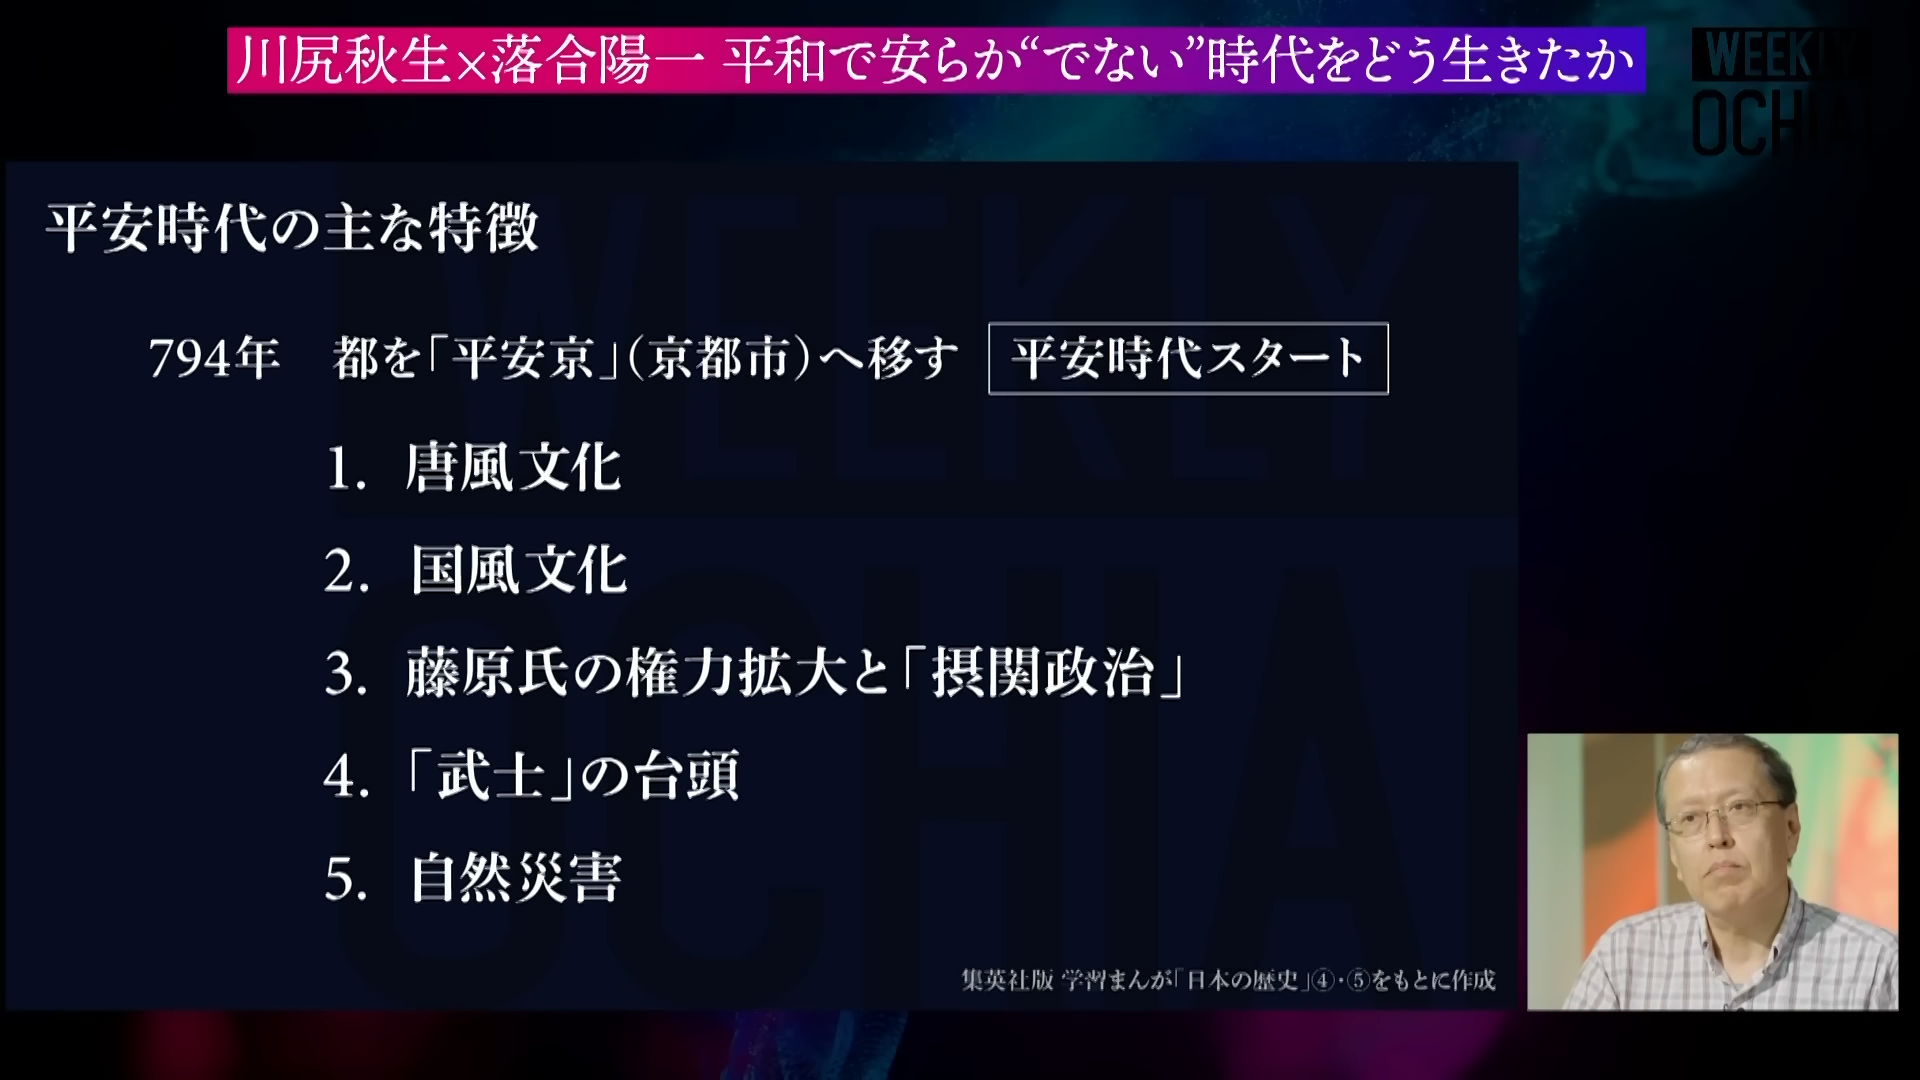 川尻秋生×落合陽一 平和で安らか“でない”時代をどう生きたか
WEEKLY
OCHIAI
平安時代の主な特徴
794年　都を「平安京」(京都市)へ移す　平安時代スタート
1. 唐風文化
2. 国風文化
3. 藤原氏の権力拡大と「摂関政治」
4. 「武士」の台頭
5. 自然災害
集英社版 学習まんが「日本の歴史」④・⑤をもとに作成